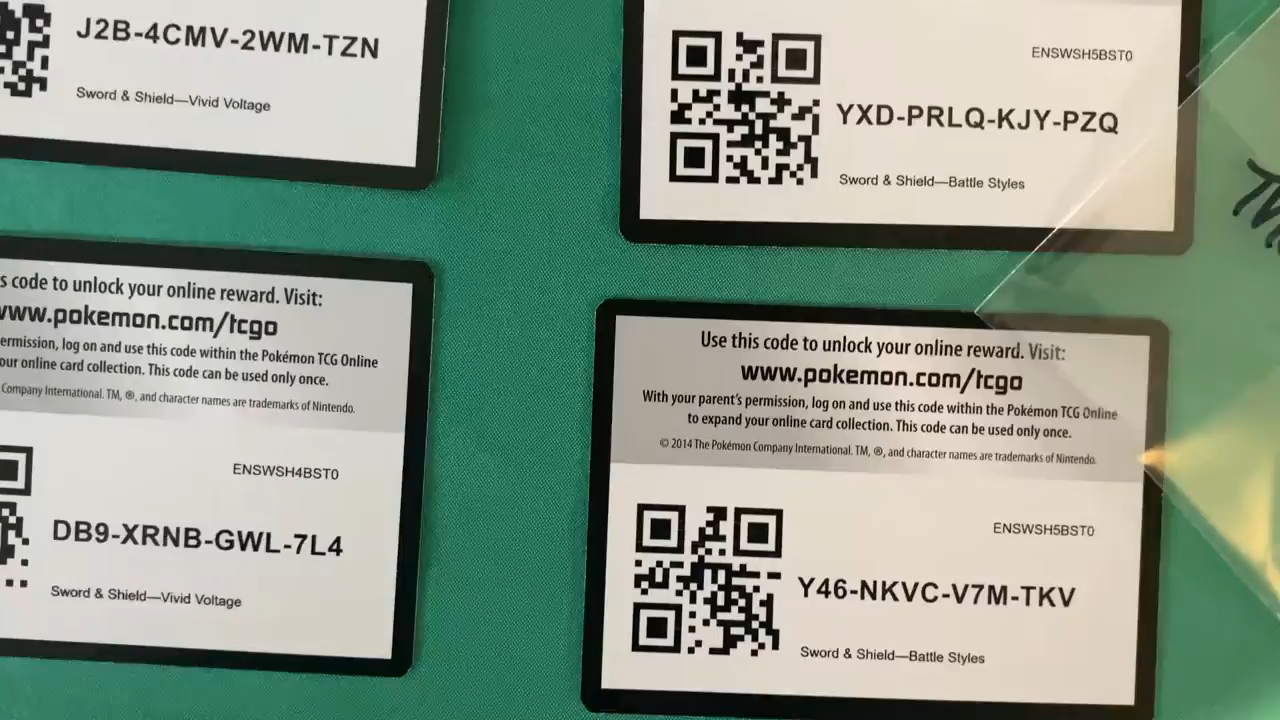 J2B-4CMV-2WM-TZN
Sword & Shield—Vivid Voltage
ENSWSH5BST0
YXD-PRLQ-KJY-PZQ
Sword & Shield—Battle Styles
code to unlock your online reward. Visit:
www.pokemon.com/tcgo
log on and use this code within the Pokémon TCG Online
our online card collection. This code can be used only once.
Company International. TM, ®, and character names are trademarks of Nintendo.
ENSWSH4BST0
DB9-XRNB-GWL-7L4
Sword & Shield—Vivid Voltage
Use this code to unlock your online reward. Visit:
www.pokemon.com/tcgo
With your parent's permission, log on and use this code within the Pokémon TCG Online
to expand your online card collection. This code can be used only once.
© 2014 The Pokémon Company International. TM, ®, and character names are trademarks of Nintendo.
ENSWSH5BST0
Y46-NKVC-V7M-TKV
Sword & Shield—Battle Styles